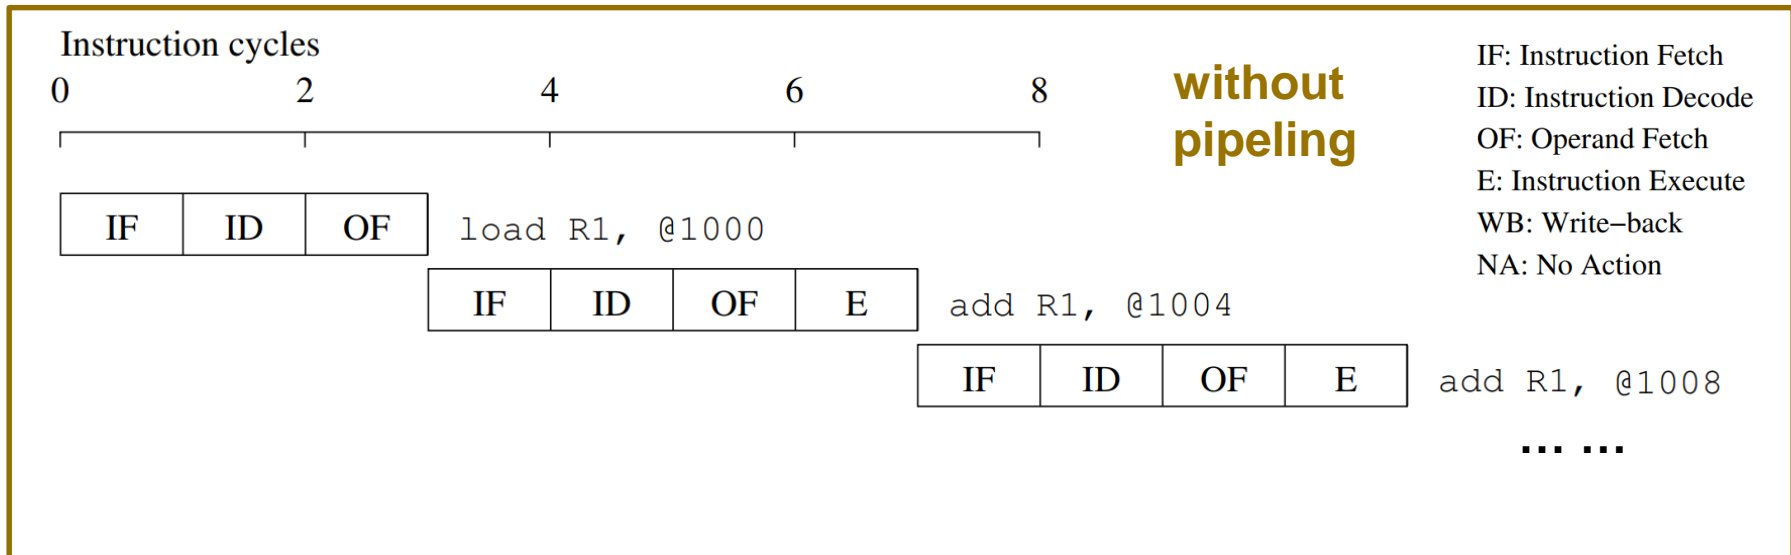 Instruction cycles
0 2 4 6 8
without
pipeling
IF: Instruction Fetch
ID: Instruction Decode
OF: Operand Fetch
E: Instruction Execute
WB: Write−back
NA: No Action
IF ID OF load R1, @1000
IF ID OF E add R1, @1004
IF ID OF E add R1, @1008
... ...